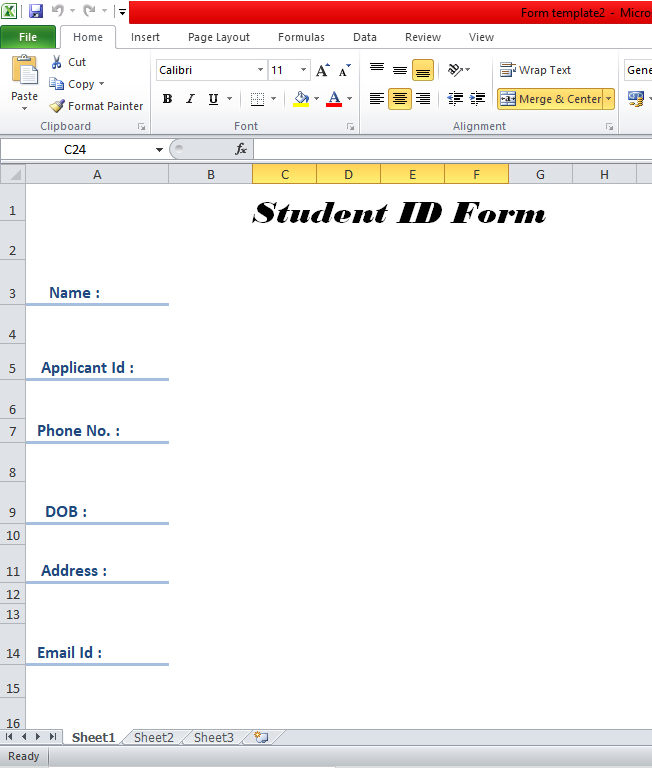 Form template2 - Micro
File Home Insert Page Layout Formulas Data Review View
Paste
Cut
Copy
Format Painter
Clipboard
Calibri 11 A A
B I U A
Font
Wrap Text
Merge & Center
Alignment
Gene
C24 fx
A B C D E F G H
1 Student ID Form
2
3 Name :
4
5 Applicant Id :
6
7 Phone No. :
8
9 DOB :
10
11 Address :
12
13
14 Email Id :
15
16
Sheet1 Sheet2 Sheet3
Ready